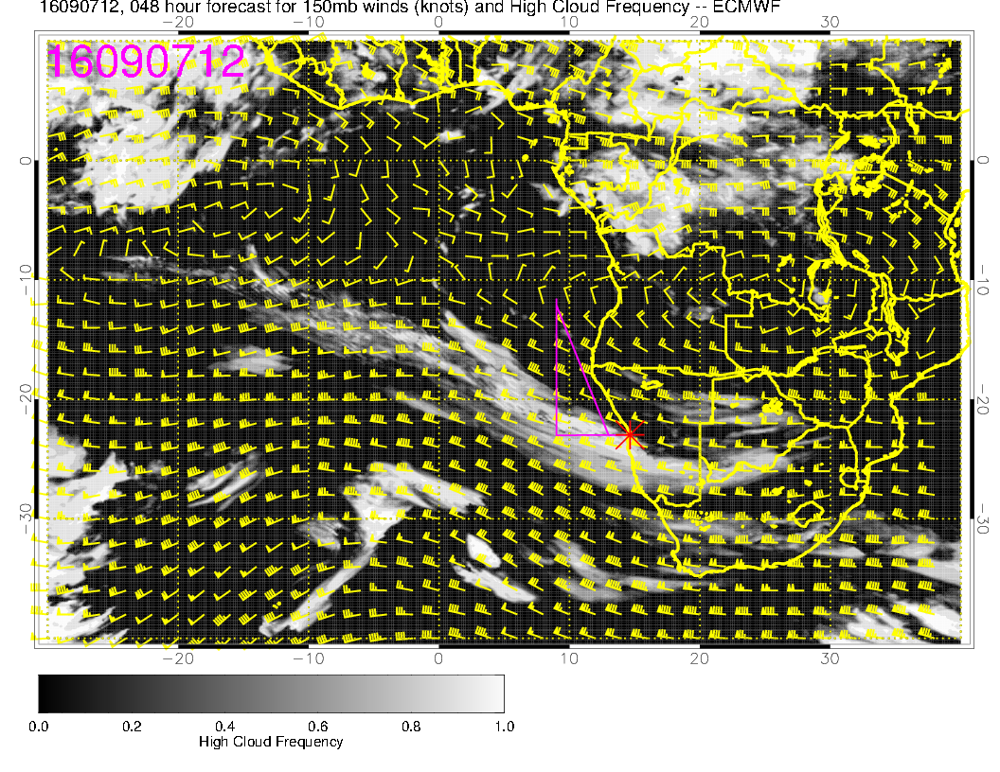 16090712, 048 hour forecast for 150mb winds (knots) and High Cloud Frequency -- ECMWF
-20 -10 0 10 20 30
16090712
0 0
-10 -10
-20 -20
-30 -30
-20 -10 0 10 20 30
0.0 0.2 0.4 0.6 0.8 1.0
High Cloud Frequency